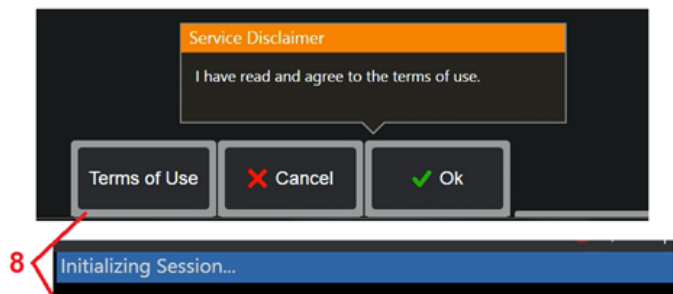 Service Disclaimer
I have read and agree to the terms of use.
Terms of Use
Cancel
Ok
8
Initializing Session...